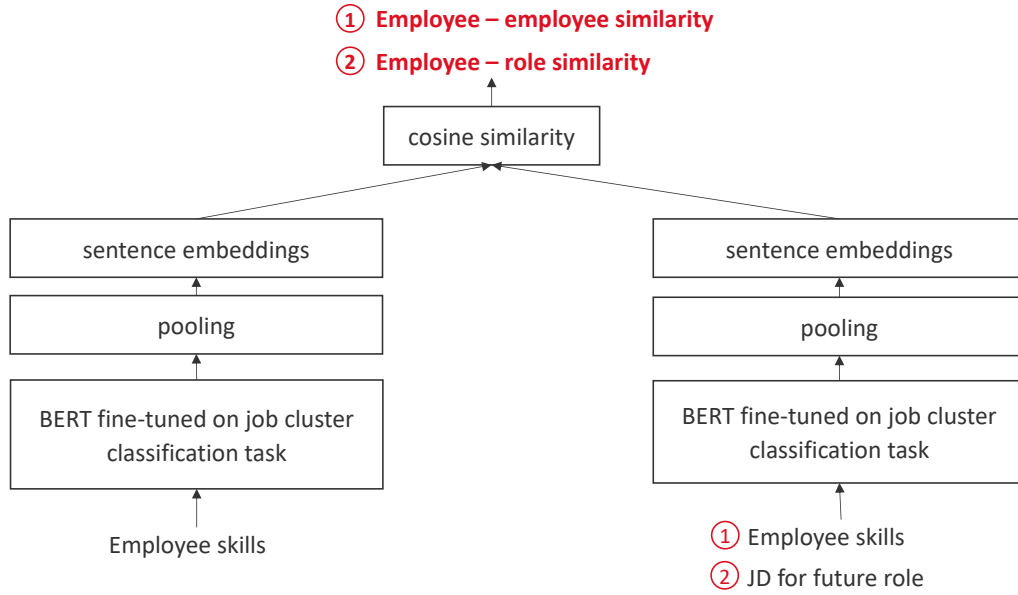 ① Employee – employee similarity
② Employee – role similarity
cosine similarity
sentence embeddings
pooling
BERT fine-tuned on job cluster
classification task
Employee skills
sentence embeddings
pooling
BERT fine-tuned on job cluster
classification task
① Employee skills
② JD for future role